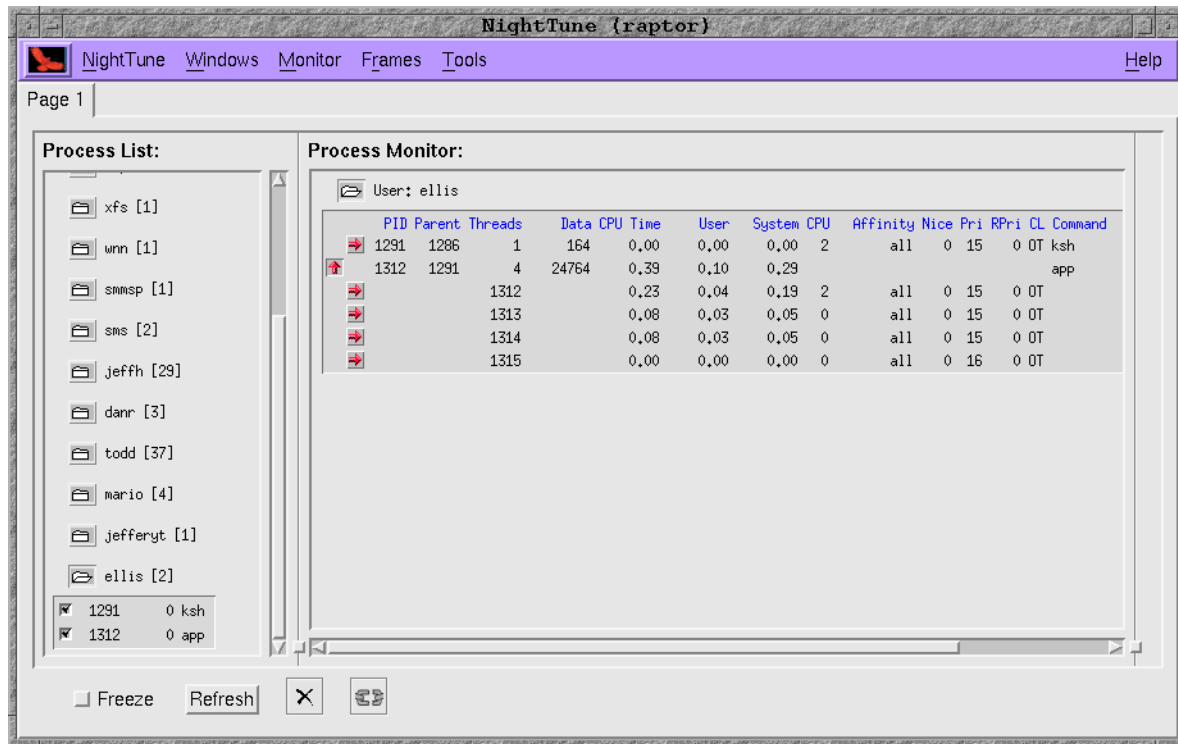 NightTune (raptor)
NightTune Windows Monitor Frames Tools Help
Page 1
Process List:
xfs [1]
wnn [1]
smmsp [1]
sms [2]
jeffh [29]
danr [3]
todd [37]
mario [4]
jefferyt [1]
ellis [2]
1291 0 ksh
1312 0 app
Process Monitor:
User: ellis
PID Parent Threads Data CPU Time User System CPU Affinity Nice Pri RPri CL Command
1291 1286 1 164 0.00 0.00 0.00 2 all 0 15 0 OT ksh
1312 1291 4 24764 0.39 0.10 0.29 app
1312 0.23 0.04 0.19 2 all 0 15 0 OT
1313 0.08 0.03 0.05 0 all 0 15 0 OT
1314 0.08 0.03 0.05 0 all 0 15 0 OT
1315 0.00 0.00 0.00 0 all 0 16 0 OT
Freeze Refresh